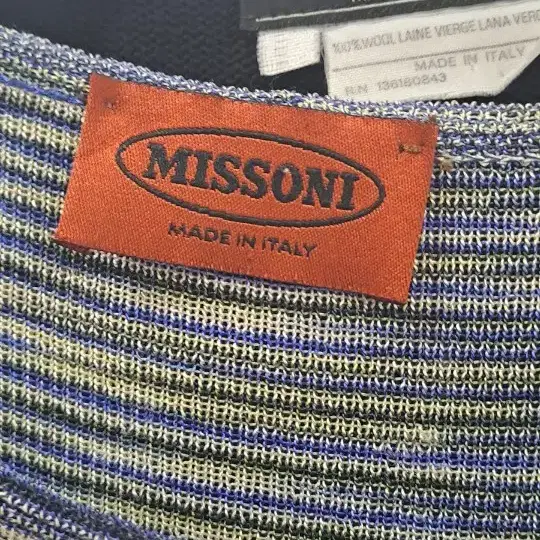 100% WOOL LAINE VIERGE LANA VERG
MADE IN ITALY
RN 136160843
MISSONI
MADE IN ITALY